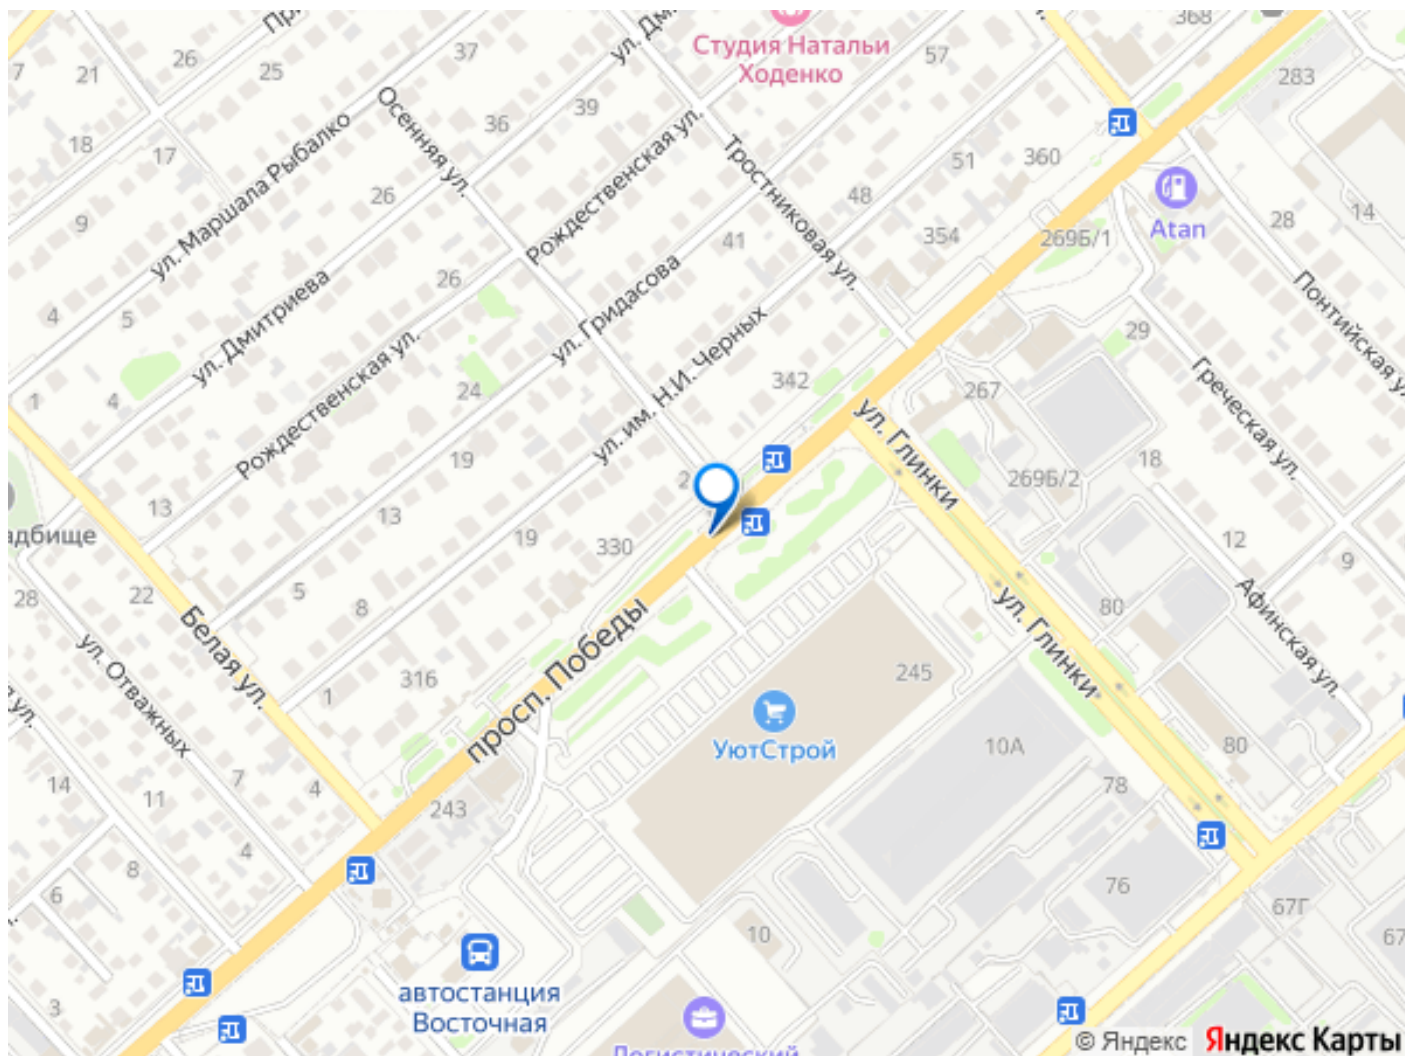 Студия Натальи
Ходенко
368
7
21
26
25
37
57
283
ул. Дм
Осенняя ул.
36
39
18
17
ул. Маршала Рыбалко
26
Рождественская ул.
Тростниковая ул.
51
360
48
Atan
28
14
9
41
354
269Б/1
26
4
5
ул. Дмитриева
ул. Гридасова
Понтийская у
29
Рождественская ул.
24
ул. им. Н.И. Черных
342
267
ул. Глинки
Греческая ул.
1
4
19
18
269Б/2
13
13
адбище
19
330
12
9
28
22
5
8
80
Афинская ул.
Белая ул.
ул. Отважных
просп. Победы
ул. Глинки
245
316
1
ул.
УютСтрой
10А
80
14
11
7
4
243
78
4
8
76
6
67Г
10
67
автостанция
Восточная
3
Логистический
© Яндекс Яндекс Карты